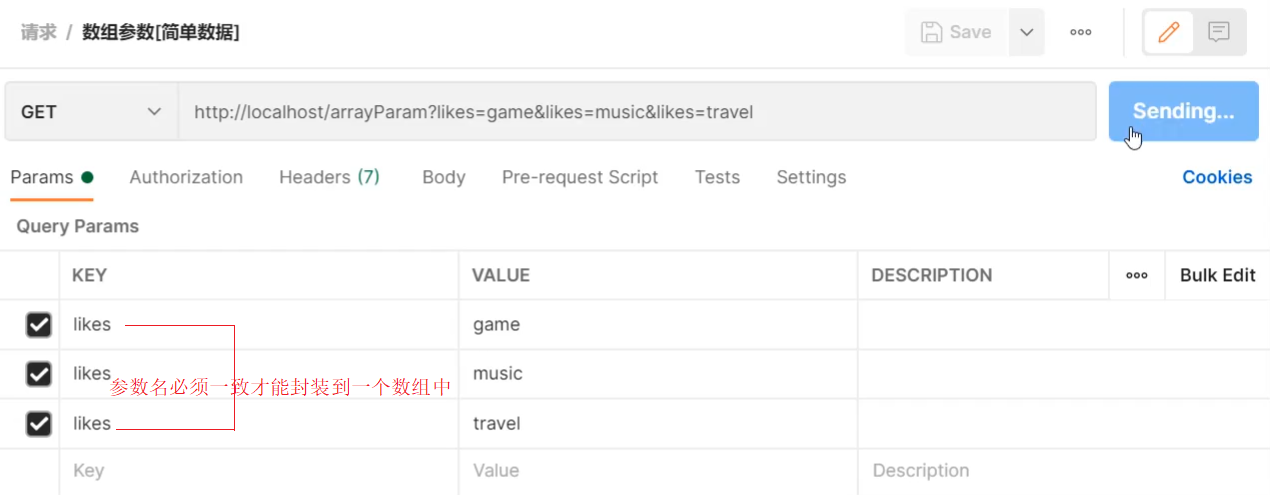 请求 / 数组参数[简单数据] Save ooo
GET http://localhost/arrayParam?likes=game&likes=music&likes=travel Sending...
Params Authorization Headers (7) Body Pre-request Script Tests Settings Cookies
Query Params
KEY VALUE DESCRIPTION ooo Bulk Edit
likes game
likes music
参数名必须一致才能封装到一个数组中
likes travel
Key Value Description